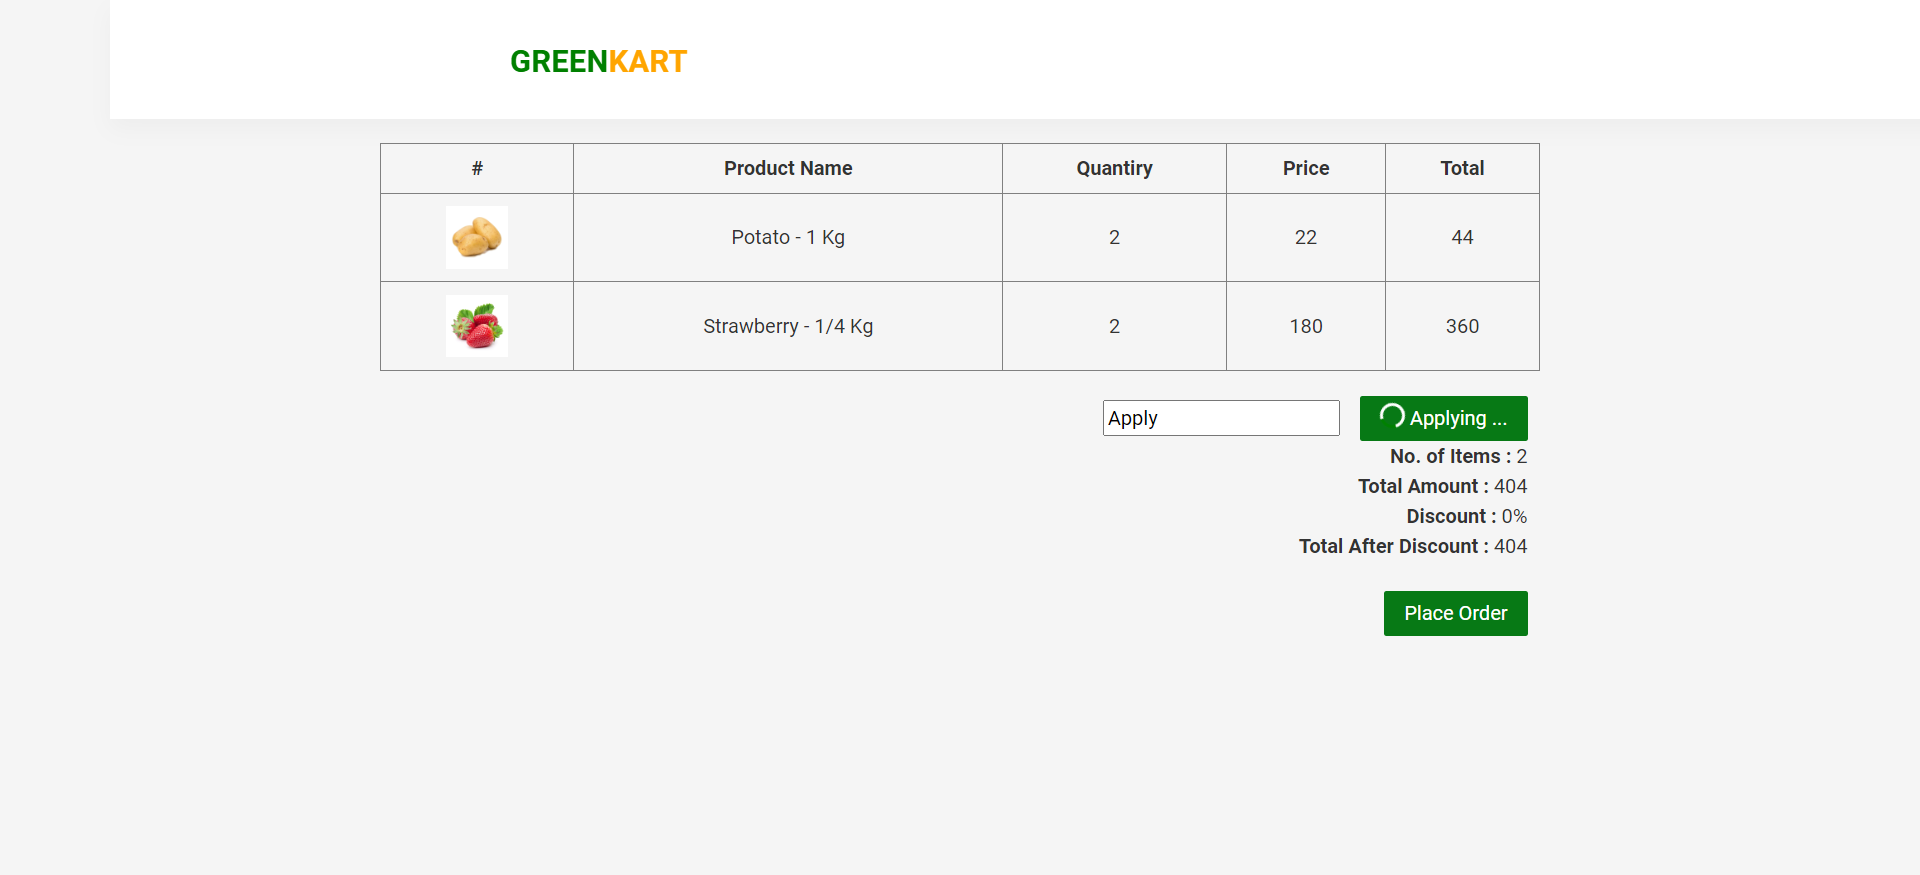 GREENKART
# Product Name Quantiry Price Total
Potato - 1 Kg 2 22 44
Strawberry - 1/4 Kg 2 180 360
Apply Applying ...
No. of Items : 2
Total Amount : 404
Discount : 0%
Total After Discount : 404
Place Order